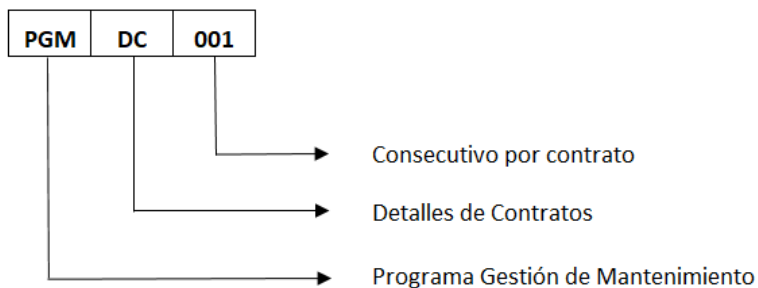 PGM DC 001
Consecutivo por contrato
Detalles de Contratos
Programa Gestión de Mantenimiento